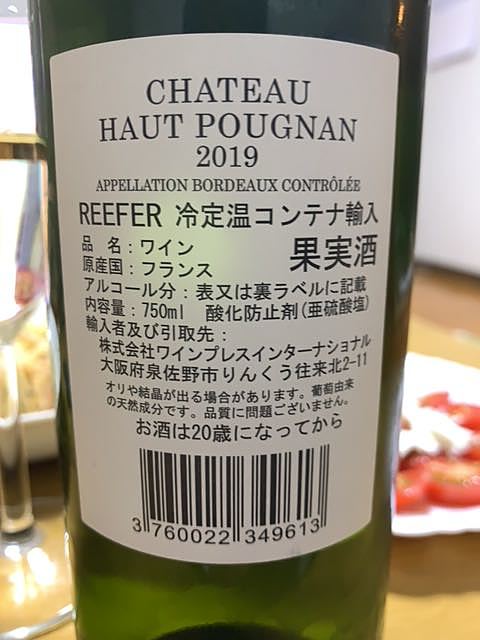 CHATEAU
HAUT POUGNAN
2019
APPELLATION BORDEAUX CONTRÔLÉE
REEFER 冷定温コンテナ輸入
品 名：ワイン 果実酒
原産国：フランス
アルコール分：表又は裏ラベルに記載
内容量：750ml 酸化防止剤(亜硫酸塩)
輸入者及び引取先：
株式会社ワインプレスインターナショナル
大阪府泉佐野市りんくう往来北2-11
オリや結晶が出る場合があります。葡萄由来
の天然成分です。品質に問題ございません。
お酒は20歳になってから
3 760022 349613